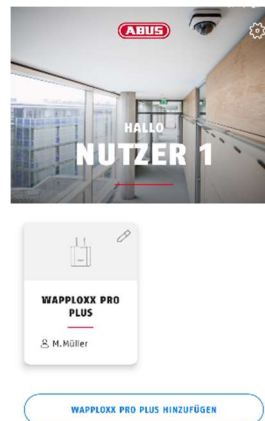 ABUS
HALLO
NUTZER 1
WAPPLOXX PRO
PLUS
M.Müller
WAPPLOXX PRO PLUS HINZUFÜGEN